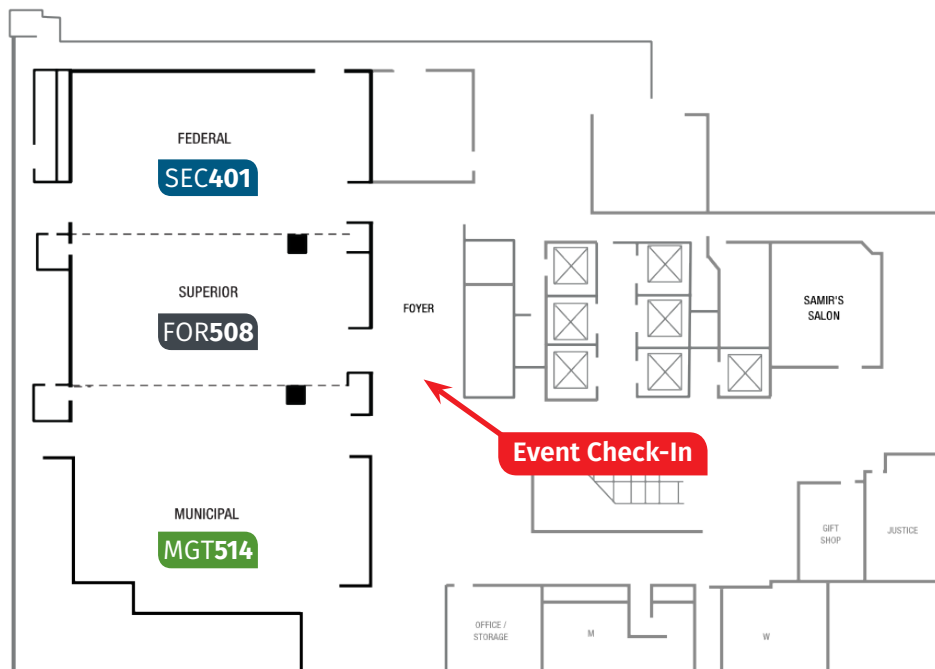 FEDERAL
SEC401
SUPERIOR
FOR508
FOYER
SAMIR'S
SALON
Event Check-In
MUNICIPAL
MGT514
GIFT
SHOP
JUSTICE
OFFICE /
STORAGE
M
W